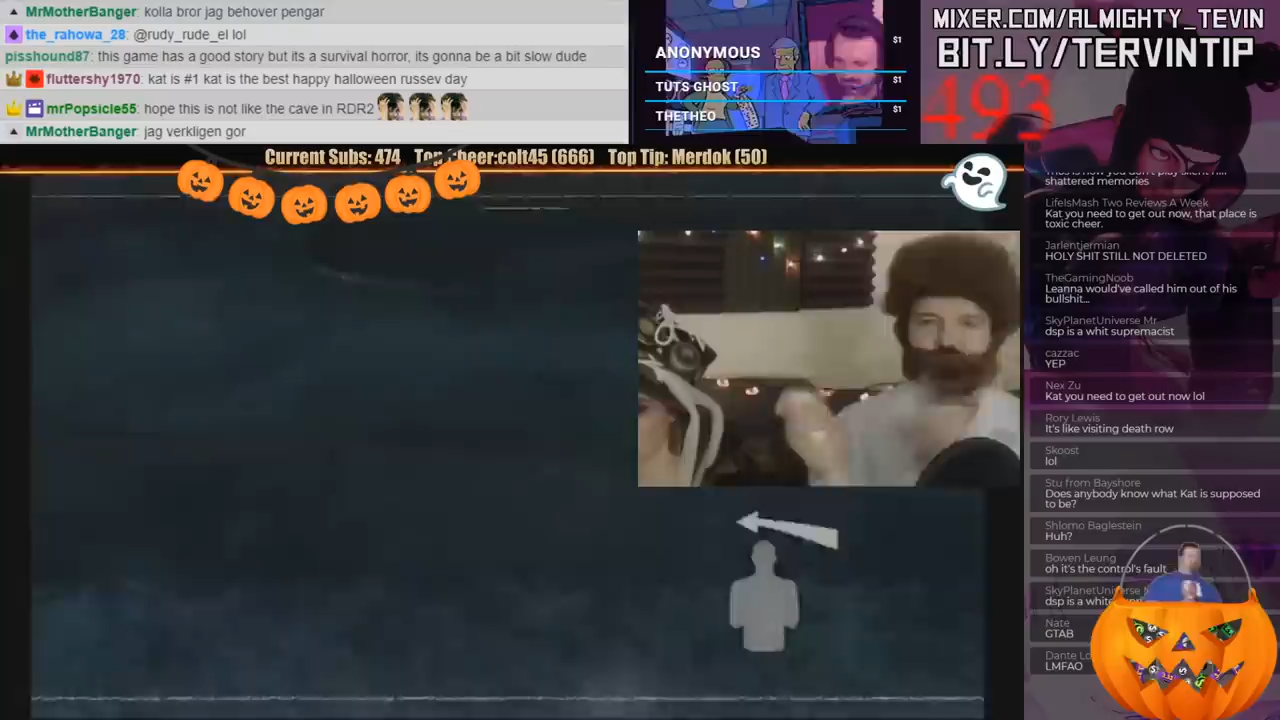 MrMotherBanger: kolla bror jag behover pengar
the_rahowa_28: @rudy_rude_el lol
pisshound87: this game has a goodstory but its a survival horror, its gonna be a bit slow dude
fluttershy1970: kat is #1 kat is the best happy halloween russev day
mrPopsicle55: hope this is not like the cave in RDR2
MrMotherBanger: jag verkligen gor
ANONYMOUS $1
TUTS GHOST $1
THETHEO $1
MIXER.COM/ALMIGHTY_TEVIN
BIT.LY/TERVINTIP
493
Current Subs: 474 Top Cheer:colt45 (666) Top Tip: Merdok (50)
shattered memories
LifeIsMash Two Reviews A Week
Kat you need to get out now, that place is
toxic cheer.
Jarlentjermian
HOLY SHIT STILL NOT DELETED
TheGamingNoob
Leanna would've called him out of his
bullshit...
SkyPlanetUniverse Mr
dsp is a whit supremacist
cazzac
YEP
Nex Zu
Kat you need to get out now lol
Rory Lewis
It's like visiting death row
Skoost
lol
Stu from Bayshore
Does anybody know what Kat is supposed
to be?
Shlomo Baglestein
Huh?
Bowen Leung
oh it's the control's fault
SkyPlanetUniverse
dsp is a white
Nate
GTAB
Dante
LMFAO